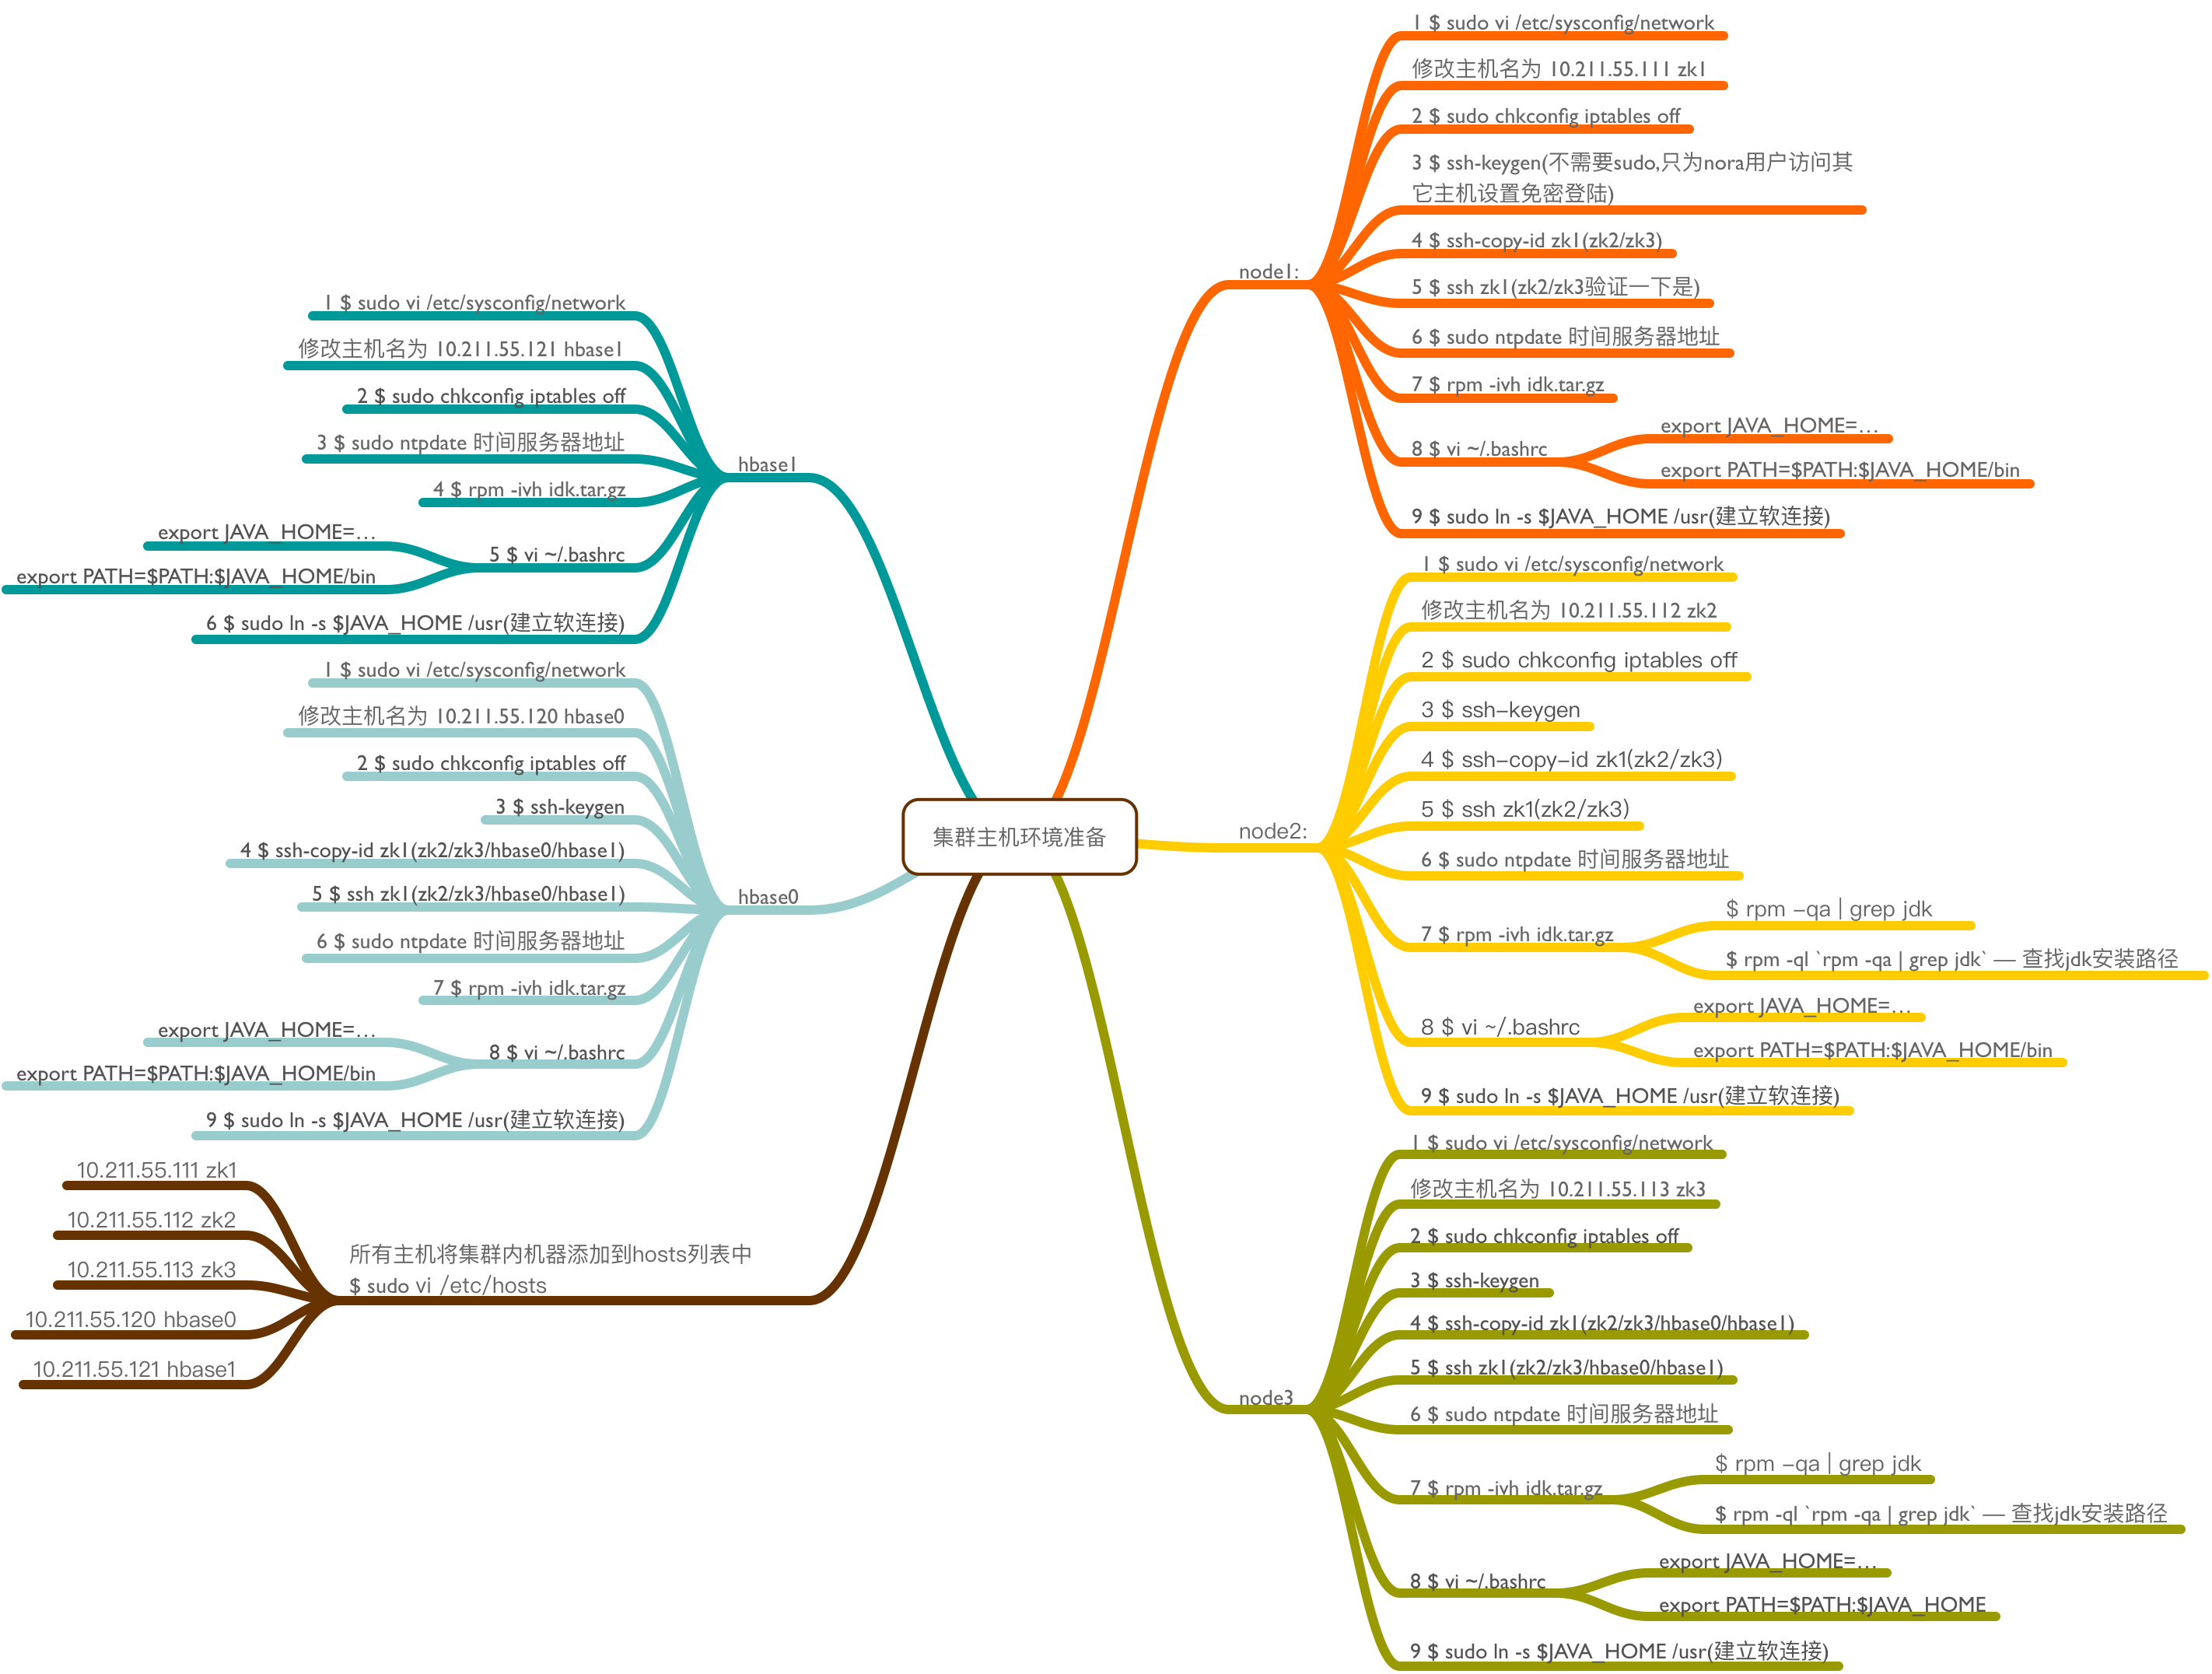 集群主机环境准备
node1:
1 $ sudo vi /etc/sysconfig/network
修改主机名为 10.211.55.111 zk1
2 $ sudo chkconfig iptables off
3 $ ssh-keygen(不需要sudo,只为nora用户访问其
它主机设置免密登陆)
4 $ ssh-copy-id zk1(zk2/zk3)
5 $ ssh zk1(zk2/zk3验证一下是)
6 $ sudo ntpdate 时间服务器地址
7 $ rpm -ivh idk.tar.gz
8 $ vi ~/.bashrc
export JAVA_HOME=…
export PATH=$PATH:$JAVA_HOME/bin
9 $ sudo ln -s $JAVA_HOME /usr(建立软连接)
node2:
1 $ sudo vi /etc/sysconfig/network
修改主机名为 10.211.55.112 zk2
2 $ sudo chkconfig iptables off
3 $ ssh-keygen
4 $ ssh-copy-id zk1(zk2/zk3)
5 $ ssh zk1(zk2/zk3)
6 $ sudo ntpdate 时间服务器地址
7 $ rpm -ivh idk.tar.gz
$ rpm -qa | grep jdk
$ rpm -ql `rpm -qa | grep jdk` — 查找jdk安装路径
8 $ vi ~/.bashrc
export JAVA_HOME=…
export PATH=$PATH:$JAVA_HOME/bin
9 $ sudo ln -s $JAVA_HOME /usr(建立软连接)
node3
1 $ sudo vi /etc/sysconfig/network
修改主机名为 10.211.55.113 zk3
2 $ sudo chkconfig iptables off
3 $ ssh-keygen
4 $ ssh-copy-id zk1(zk2/zk3/hbase0/hbase1)
5 $ ssh zk1(zk2/zk3/hbase0/hbase1)
6 $ sudo ntpdate 时间服务器地址
7 $ rpm -ivh idk.tar.gz
$ rpm -qa | grep jdk
$ rpm -ql `rpm -qa | grep jdk` — 查找jdk安装路径
8 $ vi ~/.bashrc
export JAVA_HOME=…
export PATH=$PATH:$JAVA_HOME
9 $ sudo ln -s $JAVA_HOME /usr(建立软连接)
hbase1
1 $ sudo vi /etc/sysconfig/network
修改主机名为 10.211.55.121 hbase1
2 $ sudo chkconfig iptables off
3 $ sudo ntpdate 时间服务器地址
4 $ rpm -ivh idk.tar.gz
5 $ vi ~/.bashrc
export JAVA_HOME=…
export PATH=$PATH:$JAVA_HOME/bin
6 $ sudo ln -s $JAVA_HOME /usr(建立软连接)
hbase0
1 $ sudo vi /etc/sysconfig/network
修改主机名为 10.211.55.120 hbase0
2 $ sudo chkconfig iptables off
3 $ ssh-keygen
4 $ ssh-copy-id zk1(zk2/zk3/hbase0/hbase1)
5 $ ssh zk1(zk2/zk3/hbase0/hbase1)
6 $ sudo ntpdate 时间服务器地址
7 $ rpm -ivh idk.tar.gz
8 $ vi ~/.bashrc
export JAVA_HOME=…
export PATH=$PATH:$JAVA_HOME/bin
9 $ sudo ln -s $JAVA_HOME /usr(建立软连接)
所有主机将集群内机器添加到hosts列表中
$ sudo vi /etc/hosts
10.211.55.111 zk1
10.211.55.112 zk2
10.211.55.113 zk3
10.211.55.120 hbase0
10.211.55.121 hbase1